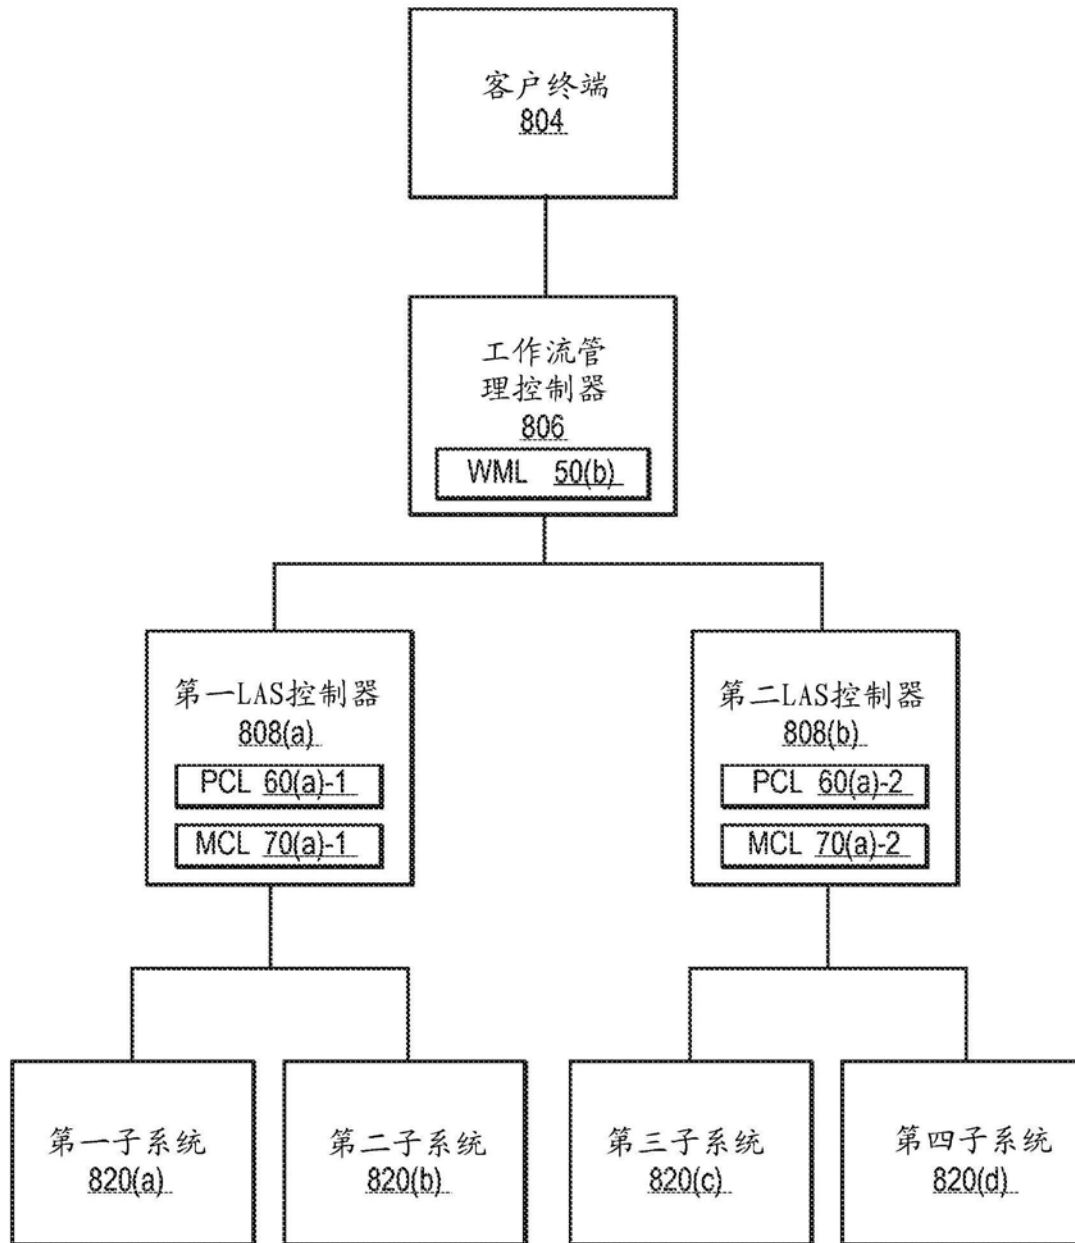 客户终端
804
工作流管
理控制器
806
WML 50(b)
第一LAS控制器
808(a)
PCL 60(a)-1
MCL 70(a)-1
第二LAS控制器
808(b)
PCL 60(a)-2
MCL 70(a)-2
第一子系统
820(a)
第二子系统
820(b)
第三子系统
820(c)
第四子系统
820(d)